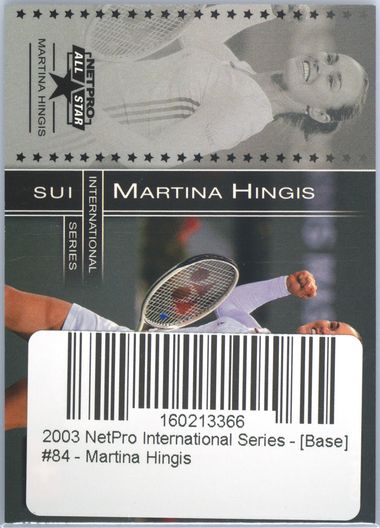 NETPRO
ALL STAR
MARTINA HINGIS
SUI
INTERNATIONAL
SERIES
MARTINA HINGIS
160213366
2003 NetPro International Series - [Base]
#84 - Martina Hingis